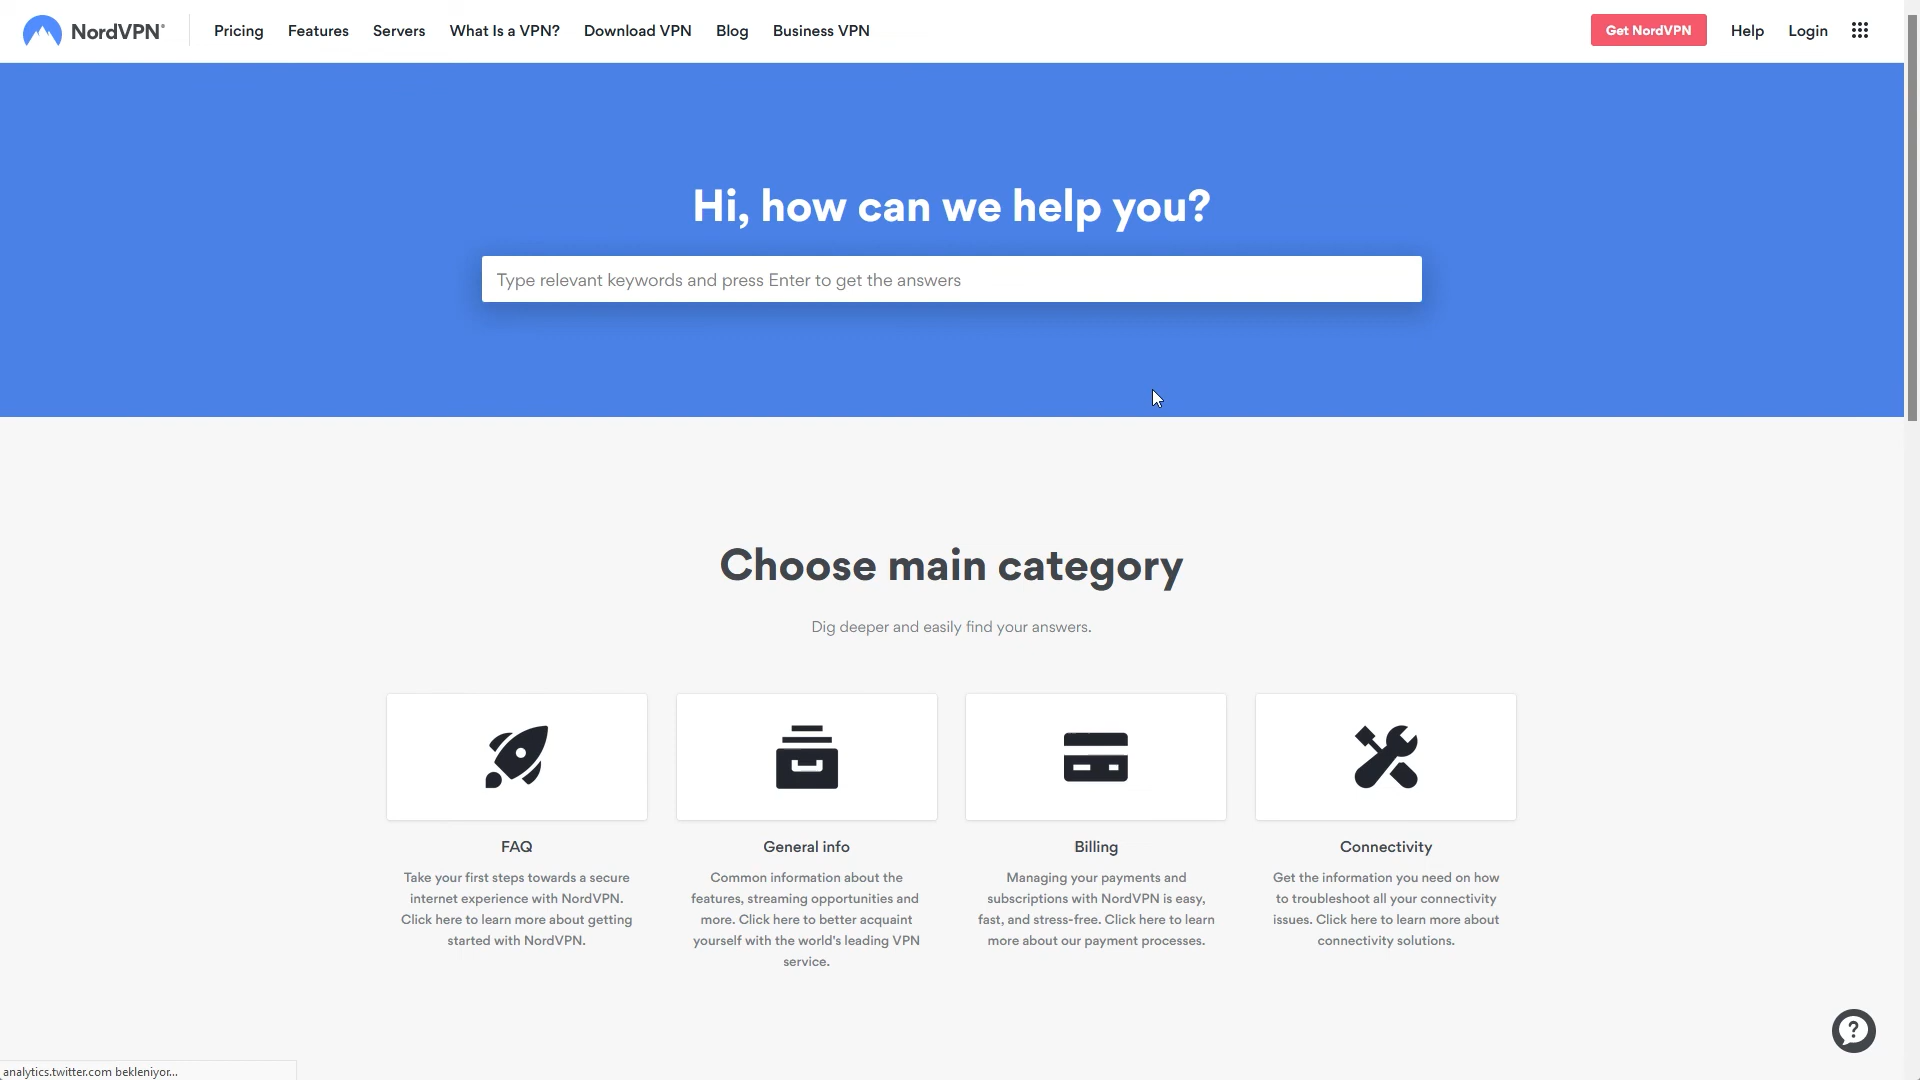 NordVPN®
Pricing
Features
Servers
What Is a VPN?
Download VPN
Blog
Business VPN
Get NordVPN
Help
Login
Hi, how can we help you?
Type relevant keywords and press Enter to get the answers
Choose main category
Dig deeper and easily find your answers.
FAQ
Take your first steps towards a secure
internet experience with NordVPN.
Click here to learn more about getting
started with NordVPN.
General info
Common information about the
features, streaming opportunities and
more. Click here to better acquaint
yourself with the world's leading VPN
service.
Billing
Managing your payments and
subscriptions with NordVPN is easy,
fast, and stress-free. Click here to learn
more about our payment processes.
Connectivity
Get the information you need on how
to troubleshoot all your connectivity
issues. Click here to learn more about
connectivity solutions.
?
analytics.twitter.com bekleniyor...